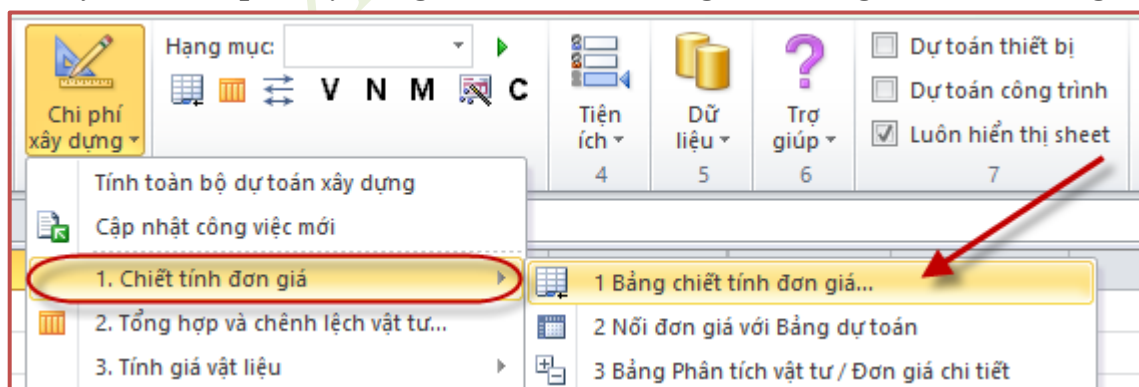 Hạng mục:
V N M C
Chi phí
xây dựng
Tiện
ích
Dữ
liệu
Trợ
giúp
Dự toán thiết bị
Dự toán công trình
Luôn hiển thị sheet
4
5
6
7
Tính toàn bộ dự toán xây dựng
Cập nhật công việc mới
1. Chiết tính đơn giá
2. Tổng hợp và chênh lệch vật tư...
3. Tính giá vật liệu
1 Bảng chiết tính đơn giá...
2 Nối đơn giá với Bảng dự toán
3 Bảng Phân tích vật tư / Đơn giá chi tiết